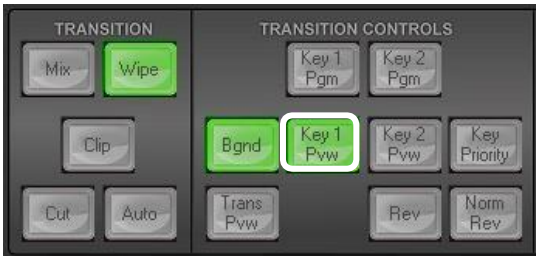 TRANSITION
Mix
Wipe
Clip
Cut
Auto
TRANSITION CONTROLS
Key 1
Pgm
Key 2
Pgm
Bgnd
Key 1
Pvw
Key 2
Pvw
Key
Priority
Trans
Pvw
Rev
Norm
Rev